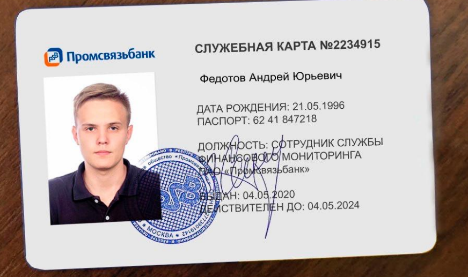 Промсвязьбанк
СЛУЖЕБНАЯ КАРТА №2234915
Федотов Андрей Юрьевич
ДАТА РОЖДЕНИЯ: 21.05.1996
ПАСПОРТ: 62 41 847218
ДОЛЖНОСТЬ: СОТРУДНИК СЛУЖБЫ
ФИНАНСОВОГО МОНИТОРИНГА
ПАО «Промсвязьбанк»
ВЫДАН: 04.05.2020
ДЕЙСТВИТЕЛЕН ДО: 04.05.2024
МОСКВА